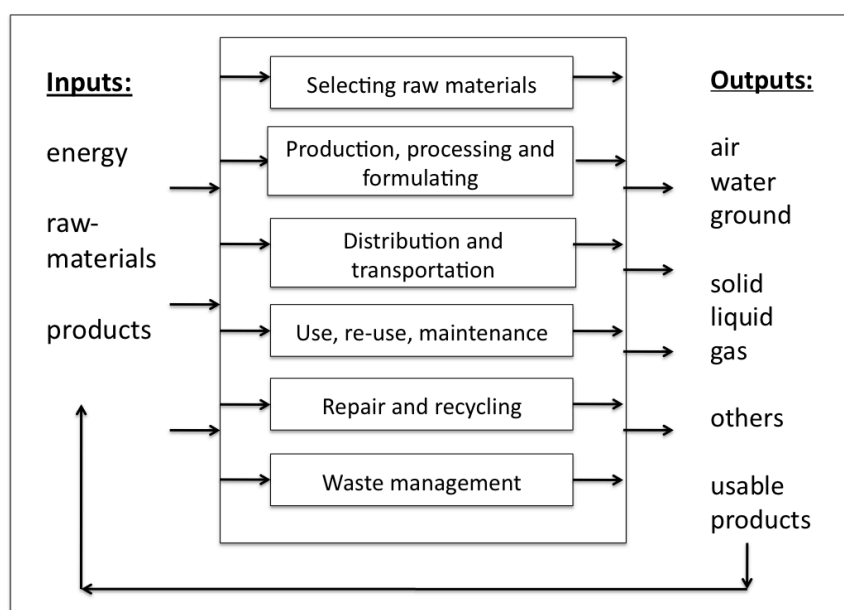 Inputs:
energy
raw-
materials
products
Selecting raw materials
Production, processing and
formulating
Distribution and
transportation
Use, re-use, maintenance
Repair and recycling
Waste management
Outputs:
air
water
ground
solid
liquid
gas
others
usable
products